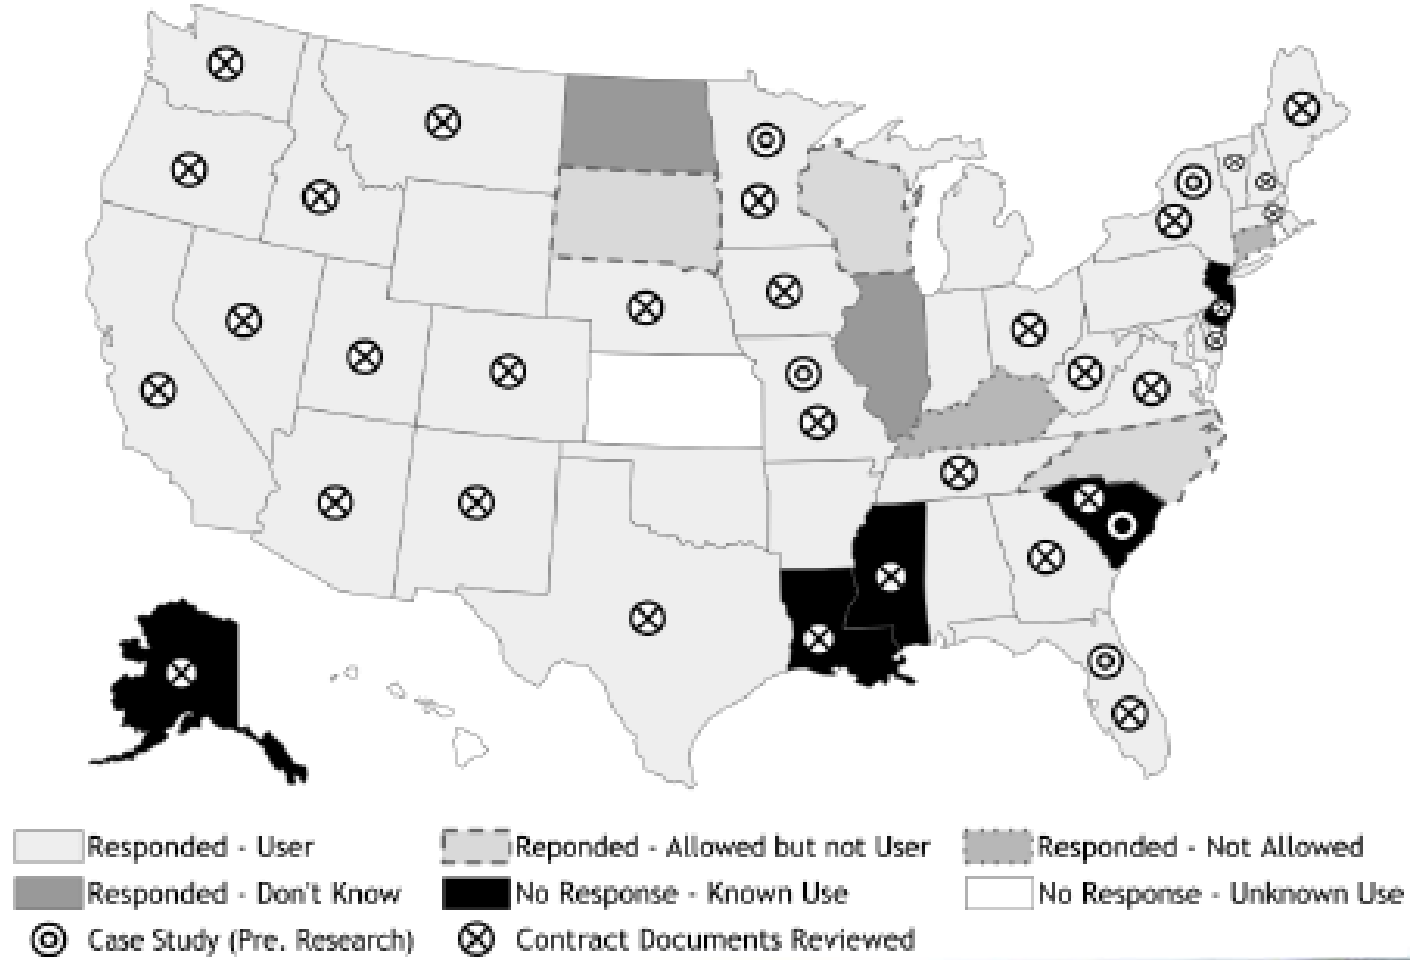 Responded - User
Reponded - Allowed but not User
Responded - Not Allowed
Responded - Don't Know
No Response - Known Use
No Response - Unknown Use
Case Study (Pre. Research)
Contract Documents Reviewed